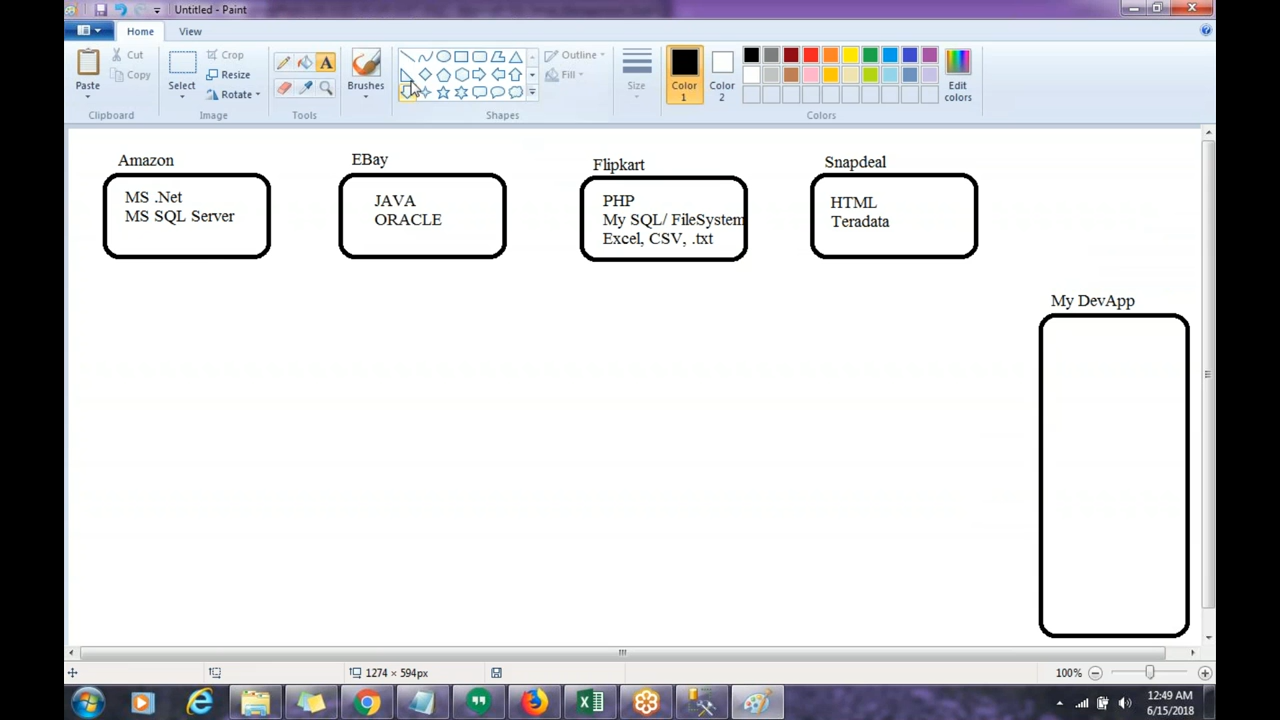 Untitled - Paint
Home
View
Cut
Copy
Paste
Clipboard
Select
Crop
Resize
Rotate
Image
Tools
Brushes
Shapes
Outline
Fill
Size
Color 1
Color 2
Edit colors
Colors
Amazon
MS .Net
MS SQL Server
EBay
JAVA
ORACLE
Flipkart
PHP
My SQL/ FileSystem
Excel, CSV, .txt
Snapdeal
HTML
Teradata
My DevApp
1274 × 594px
100%
12:49 AM
6/15/2018